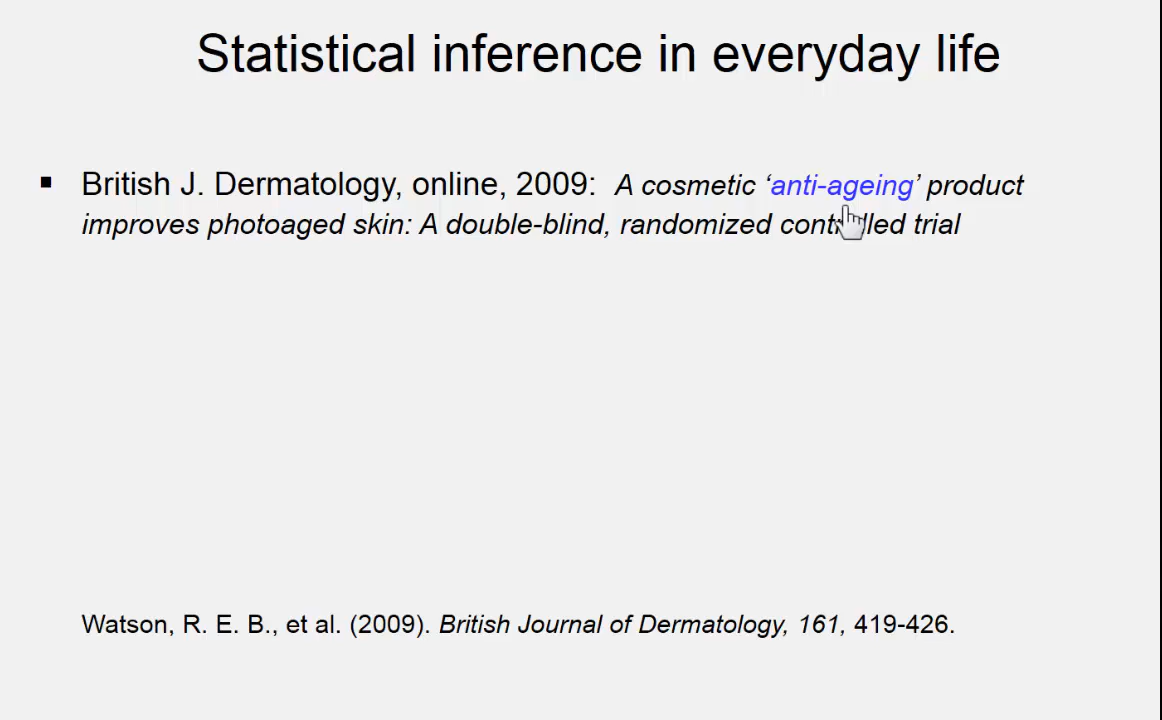 Statistical inference in everyday life
▪ British J. Dermatology, online, 2009: A cosmetic ‘anti-ageing’ product
improves photoaged skin: A double-blind, randomized controlled trial
Watson, R. E. B., et al. (2009). British Journal of Dermatology, 161, 419-426.